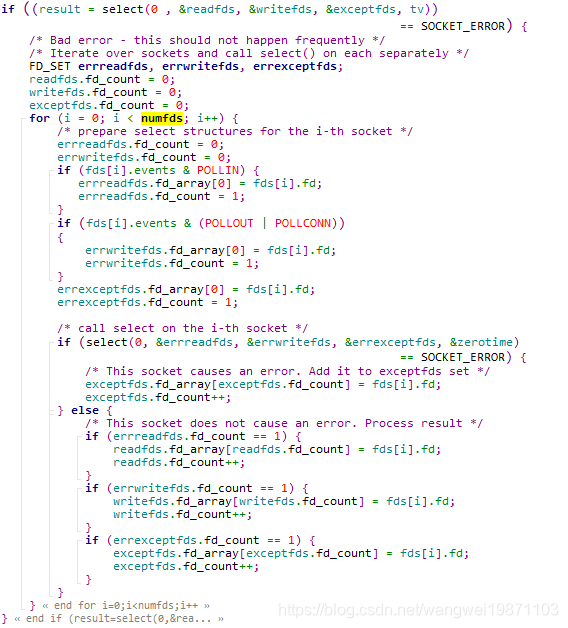 if ((result = select(0 , &readfds, &writefds, &exceptfds, tv))
== SOCKET_ERROR) {
/* Bad error - this should not happen frequently */
/* Iterate over sockets and call select() on each separately */
FD_SET errreadfds, errwritefds, errexceptfds;
readfds.fd_count = 0;
writefds.fd_count = 0;
exceptfds.fd_count = 0;
for (i = 0; i < numfds; i++) {
/* prepare select structures for the i-th socket */
errreadfds.fd_count = 0;
errwritefds.fd_count = 0;
if (fds[i].events & POLLIN) {
errreadfds.fd_array[0] = fds[i].fd;
errreadfds.fd_count = 1;
}
if (fds[i].events & (POLLOUT | POLLCONN))
{
errwritefds.fd_array[0] = fds[i].fd;
errwritefds.fd_count = 1;
}
errexceptfds.fd_array[0] = fds[i].fd;
errexceptfds.fd_count = 1;
/* call select on the i-th socket */
if (select(0, &errreadfds, &errwritefds, &errexceptfds, &zerotime)
== SOCKET_ERROR) {
/* This socket causes an error. Add it to exceptfds set */
exceptfds.fd_array[exceptfds.fd_count] = fds[i].fd;
exceptfds.fd_count++;
} else {
/* This socket does not cause an error. Process result */
if (errreadfds.fd_count == 1) {
readfds.fd_array[readfds.fd_count] = fds[i].fd;
readfds.fd_count++;
}
if (errwritefds.fd_count == 1) {
writefds.fd_array[writefds.fd_count] = fds[i].fd;
writefds.fd_count++;
}
if (errexceptfds.fd_count == 1) {
exceptfds.fd_array[exceptfds.fd_count] = fds[i].fd;
exceptfds.fd_count++;
}
}
} « end for i=0;i<numfds;i++ »
} « end if (result=select(0,&rea... »
https://blog.csdn.net/wangwei19871103